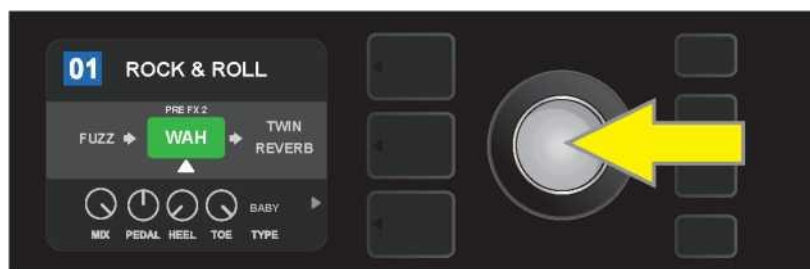 01 ROCK & ROLL
PRE FX 2
FUZZ WAH TWIN
REVERB
BABY
MIX PEDAL HEEL TOE TYPE